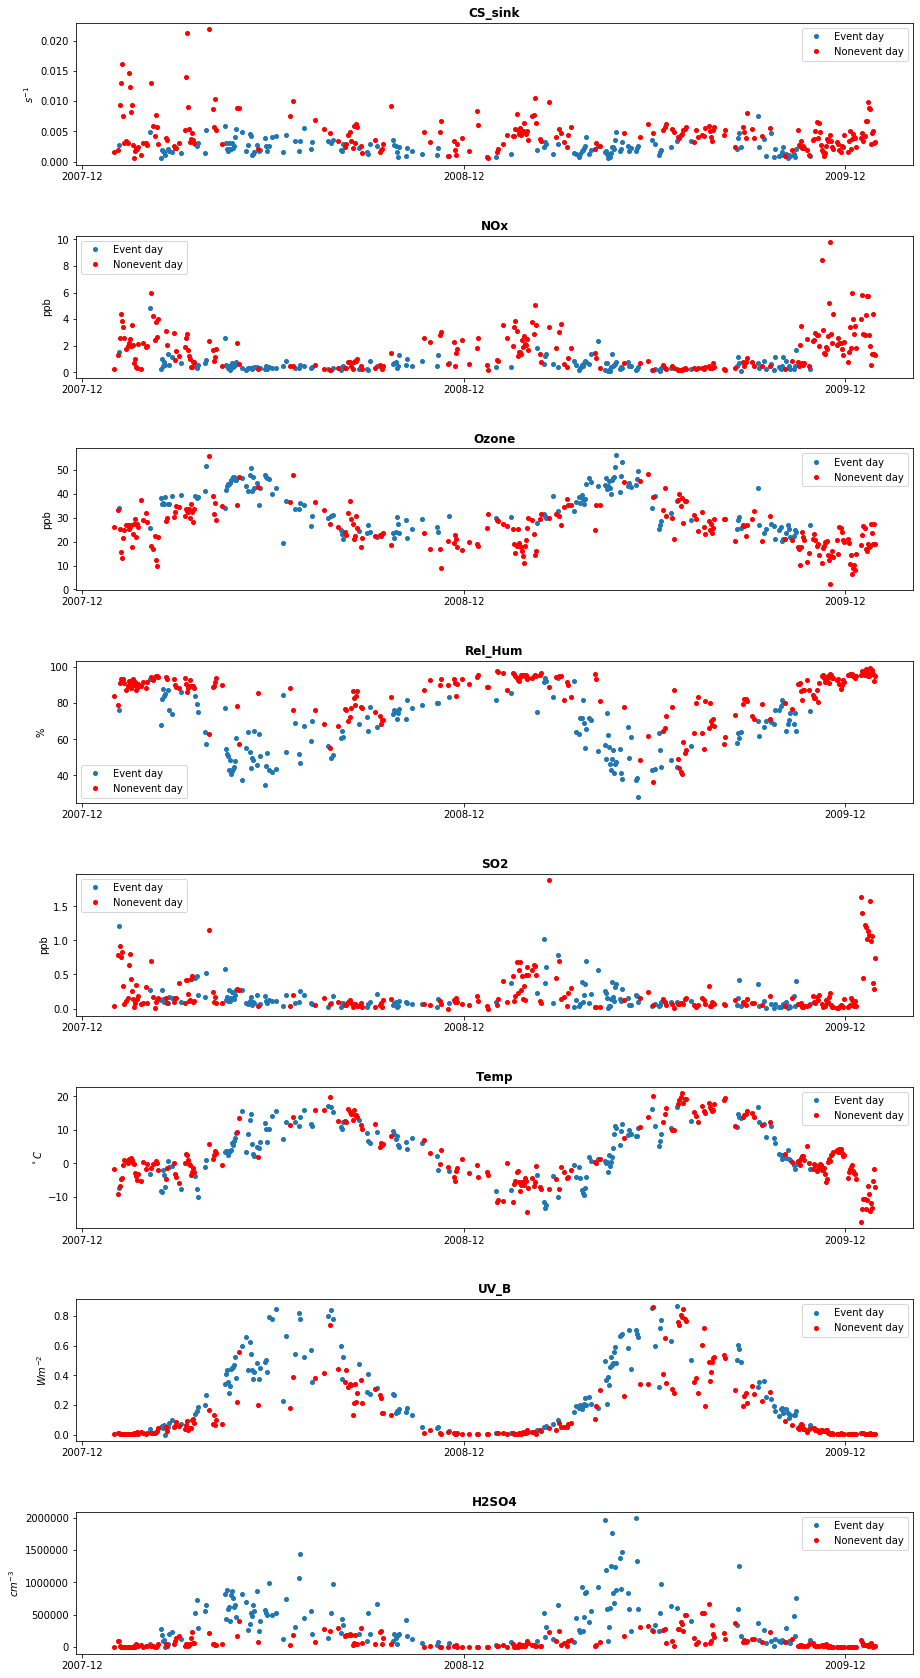 CS_sink
0.020
0.015
0.010
0.005
0.000
s⁻¹
Event day
Nonevent day
2007-12 2008-12 2009-12
NOx
10
8
6
4
2
0
ppb
Event day
Nonevent day
2007-12 2008-12 2009-12
Ozone
50
40
30
20
10
0
ppb
Event day
Nonevent day
2007-12 2008-12 2009-12
Rel_Hum
100
80
60
40
%
Event day
Nonevent day
2007-12 2008-12 2009-12
SO2
1.5
1.0
0.5
0.0
ppb
Event day
Nonevent day
2007-12 2008-12 2009-12
Temp
20
10
0
−10
°C
Event day
Nonevent day
2007-12 2008-12 2009-12
UV_B
0.8
0.6
0.4
0.2
0.0
Wm⁻²
Event day
Nonevent day
2007-12 2008-12 2009-12
H2SO4
2000000
1500000
1000000
500000
0
cm⁻³
Event day
Nonevent day
2007-12 2008-12 2009-12